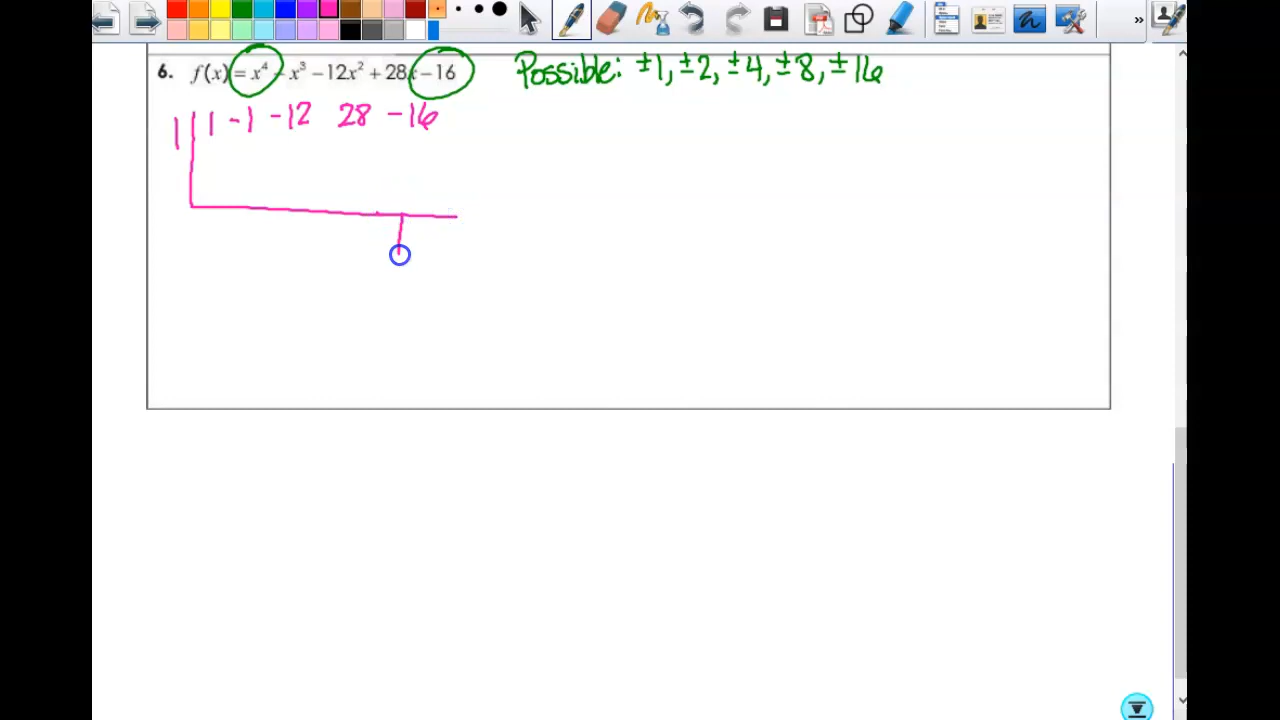 6. f(x) = x⁴ - x³ - 12x² + 28x - 16 Possible: ±1, ±2, ±4, ±8, ±16
1 1 -1 -12 28 -16